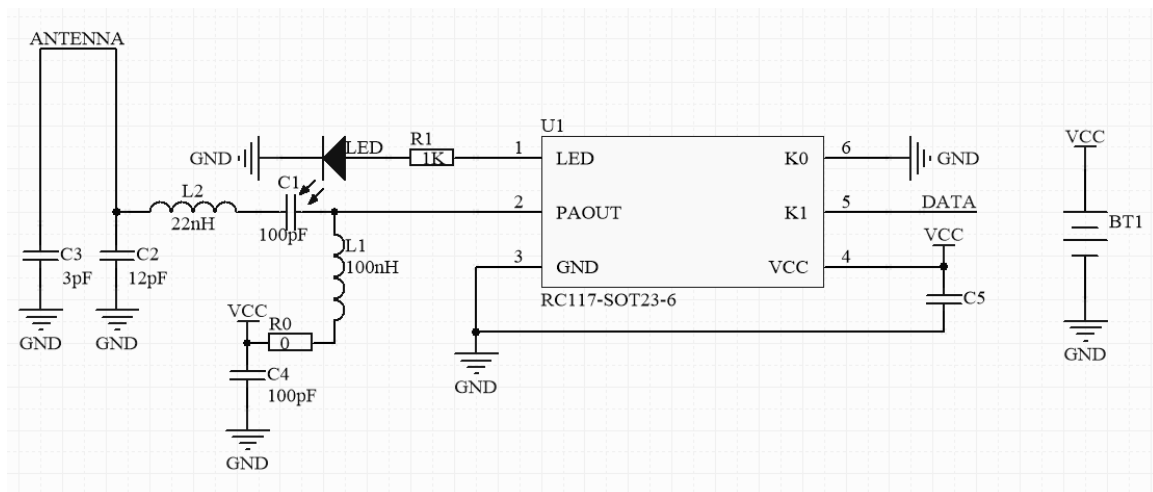 ANTENNA
U1
R1
VCC
GND
LED
1K
1
LED
K0
6
GND
C1
L2
2
PAOUT
K1
5
DATA
BT1
22nH
100pF
VCC
L1
C3
C2
100nH
3
GND
VCC
4
3pF
12pF
C5
RC117-SOT23-6
VCC
R0
0
GND
GND
GND
C4
GND
100pF
GND